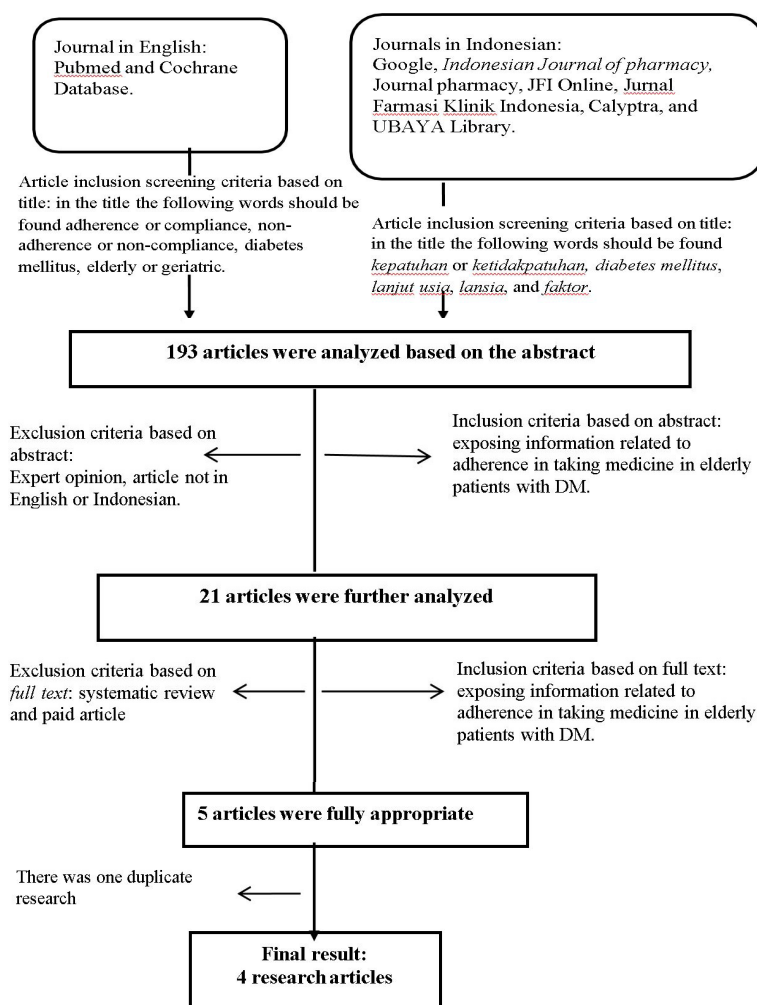 Journal in English:
Pubmed and Cochrane
Database.
Journals in Indonesian:
Google, Indonesian Journal of pharmacy,
Journal pharmacy, JFI Online, Jurnal
Farmasi Klinik Indonesia, Calyptra, and
UBAYA Library.
Article inclusion screening criteria based on
title: in the title the following words should be
found adherence or compliance, non-
adherence or non-compliance, diabetes
mellitus, elderly or geriatric.
Article inclusion screening criteria based on title:
in the title the following words should be found
kepatuhan or ketidakpatuhan, diabetes mellitus,
lanjut usia, lansia, and faktor.
193 articles were analyzed based on the abstract
Exclusion criteria based on
abstract:
Expert opinion, article not in
English or Indonesian.
Inclusion criteria based on abstract:
exposing information related to
adherence in taking medicine in elderly
patients with DM.
21 articles were further analyzed
Exclusion criteria based on
full text: systematic review
and paid article
Inclusion criteria based on full text:
exposing information related to
adherence in taking medicine in elderly
patients with DM.
5 articles were fully appropriate
There was one duplicate
research
Final result:
4 research articles